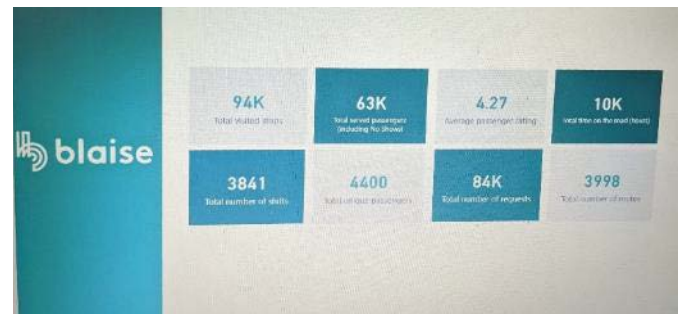 blaise
94K
Total visited stops
63K
Total served passengers
(including No Shows)
4.27
Average passenger rating
10K
Total time on the road (hours)
3841
Total number of shifts
4400
Total unique passengers
84K
Total number of requests
3998
Total number of routes